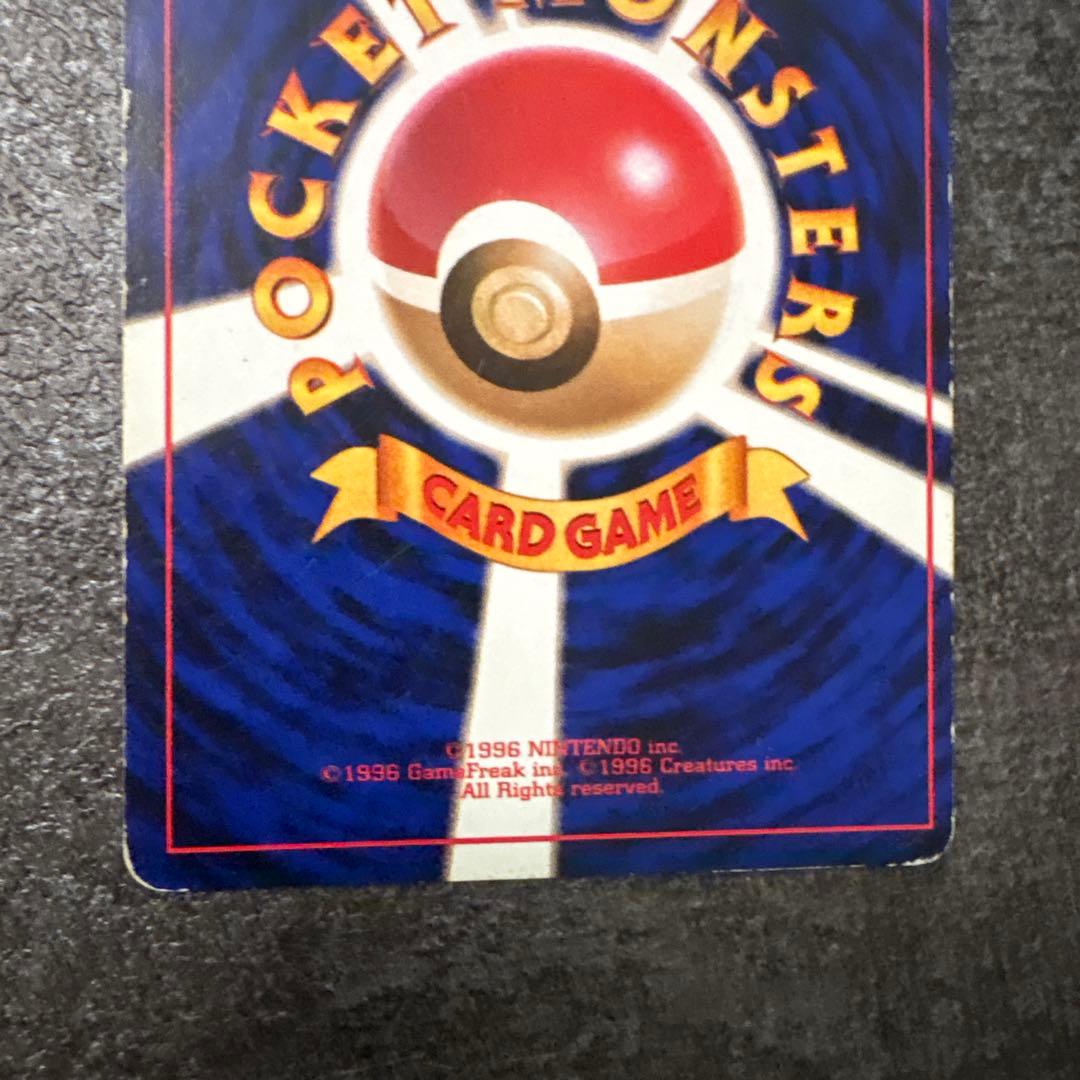 POCKET MONSTERS
CARD GAME
©1996 NINTENDO inc.
©1996 GameFreak inc. ©1996 Creatures inc.
All Rights reserved.